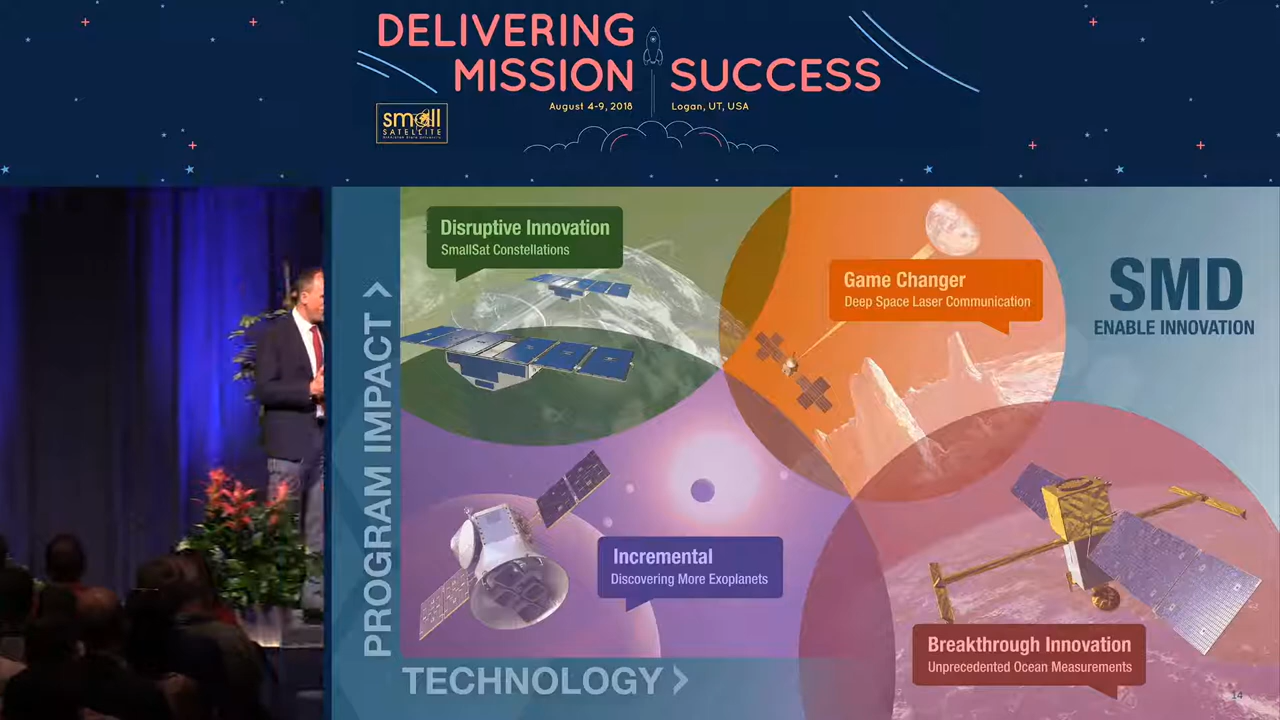 DELIVERING
MISSION SUCCESS
August 4-9, 2018 Logan, UT, USA
small
SATELLITE
PROGRAM IMPACT >
Disruptive Innovation
SmallSat Constellations
Game Changer
Deep Space Laser Communication
SMD
ENABLE INNOVATION
Incremental
Discovering More Exoplanets
Breakthrough Innovation
Unprecedented Ocean Measurements
TECHNOLOGY >
14